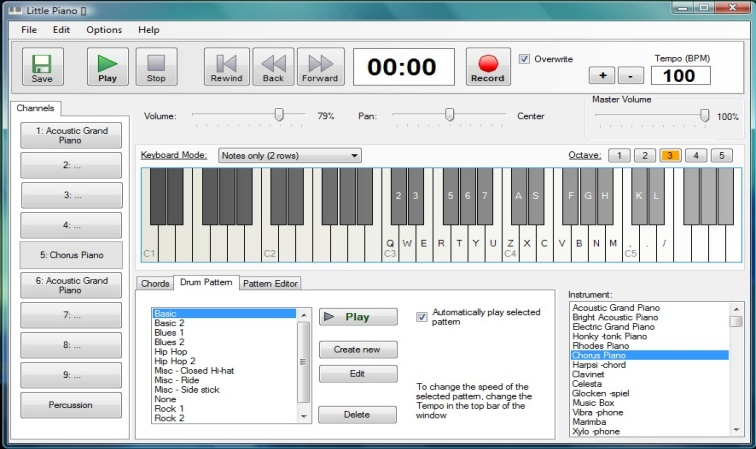 Little Piano []
File Edit Options Help
Save Play Stop Rewind Back Forward 00:00 Record Overwrite + - Tempo (BPM) 100
Channels
1: Acoustic Grand Piano
2: ...
3: ...
4: ...
5: Chorus Piano
6: Acoustic Grand Piano
7: ...
8: ...
9: ...
Percussion
Volume: 79% Pan: Center
Master Volume
100%
Keyboard Mode: Notes only (2 rows) Octave: 1 2 3 4 5
2 3 5 6 7 A S F G H K L
Q W E R T Y U Z X C V B N M , . /
C1 C2 C3 C4 C5
Chords Drum Pattern Pattern Editor
Basic
Basic 2
Blues 1
Blues 2
Hip Hop
Hip Hop 2
Misc - Closed Hi-hat
Misc - Ride
Misc - Side stick
None
Rock 1
Rock 2
Play
Create new
Edit
Delete
Automatically play selected
pattern
To change the speed of the
selected pattern, change the
Tempo in the top bar of the
window
Instrument:
Acoustic Grand Piano
Bright Acoustic Piano
Electric Grand Piano
Honky -tonk Piano
Rhodes Piano
Chorus Piano
Harpsi -chord
Clavinet
Celesta
Glocken -spiel
Music Box
Vibra -phone
Marimba
Xylo -phone